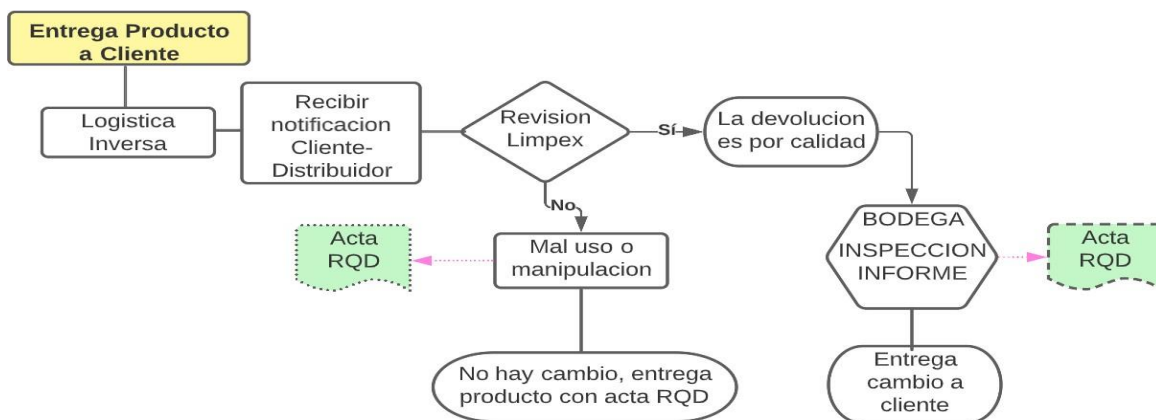 Entrega Producto
a Cliente
Logistica
Inversa
Recibir
notificacion
Cliente-
Distribuidor
Revision
Limpex
Sí
La devolucion
es por calidad
No
Acta
RQD
Mal uso o
manipulacion
BODEGA
INSPECCION
INFORME
Acta
RQD
No hay cambio, entrega
producto con acta RQD
Entrega
cambio a
cliente